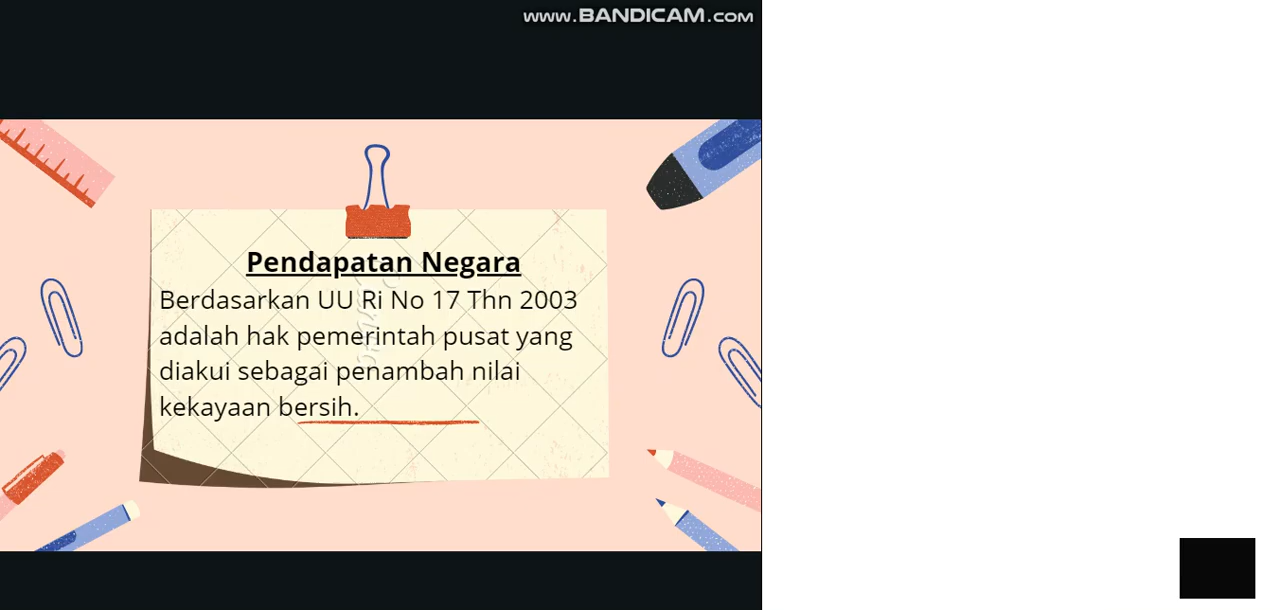 www.BANDICAM.com
Pendapatan Negara
Berdasarkan UU Ri No 17 Thn 2003
adalah hak pemerintah pusat yang
diakui sebagai penambah nilai
kekayaan bersih.